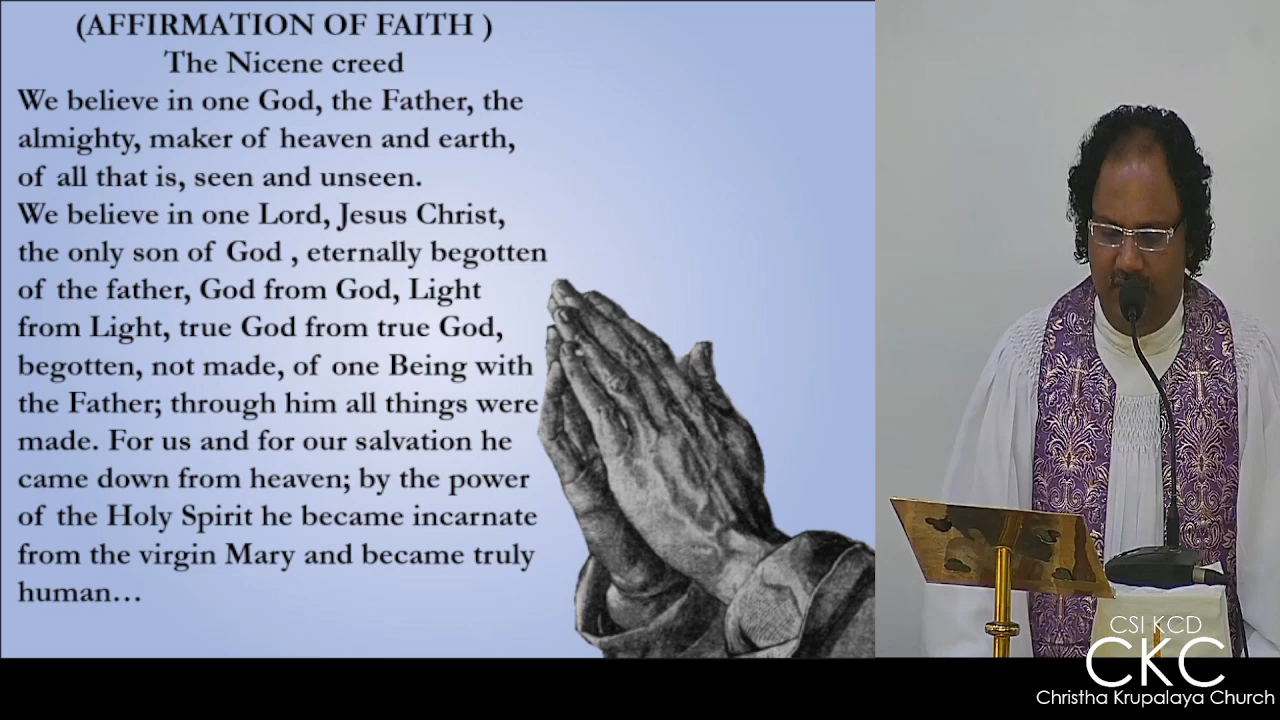 (AFFIRMATION OF FAITH )
The Nicene creed
We believe in one God, the Father, the
almighty, maker of heaven and earth,
of all that is, seen and unseen.
We believe in one Lord, Jesus Christ,
the only son of God , eternally begotten
of the father, God from God, Light
from Light, true God from true God,
begotten, not made, of one Being with
the Father; through him all things were
made. For us and for our salvation he
came down from heaven; by the power
of the Holy Spirit he became incarnate
from the virgin Mary and became truly
human…
CSI KCD
CKC
Christha Krupalaya Church